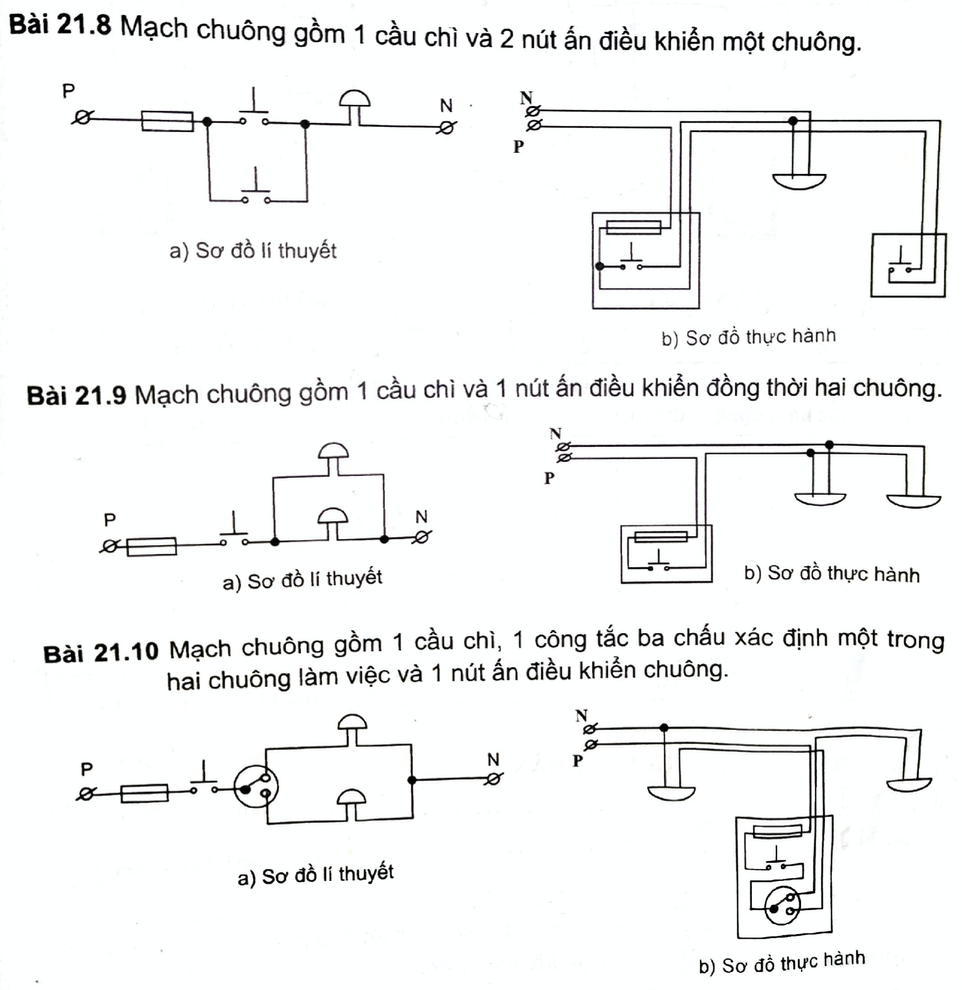 Bài 21.8 Mạch chuông gồm 1 cầu chì và 2 nút ấn điều khiển một chuông.
P
N
N
P
a) Sơ đồ lí thuyết
b) Sơ đồ thực hành
Bài 21.9 Mạch chuông gồm 1 cầu chì và 1 nút ấn điều khiển đồng thời hai chuông.
P
N
N
P
a) Sơ đồ lí thuyết
b) Sơ đồ thực hành
Bài 21.10 Mạch chuông gồm 1 cầu chì, 1 công tắc ba chấu xác định một trong
hai chuông làm việc và 1 nút ấn điều khiển chuông.
P
N
N
P
a) Sơ đồ lí thuyết
b) Sơ đồ thực hành